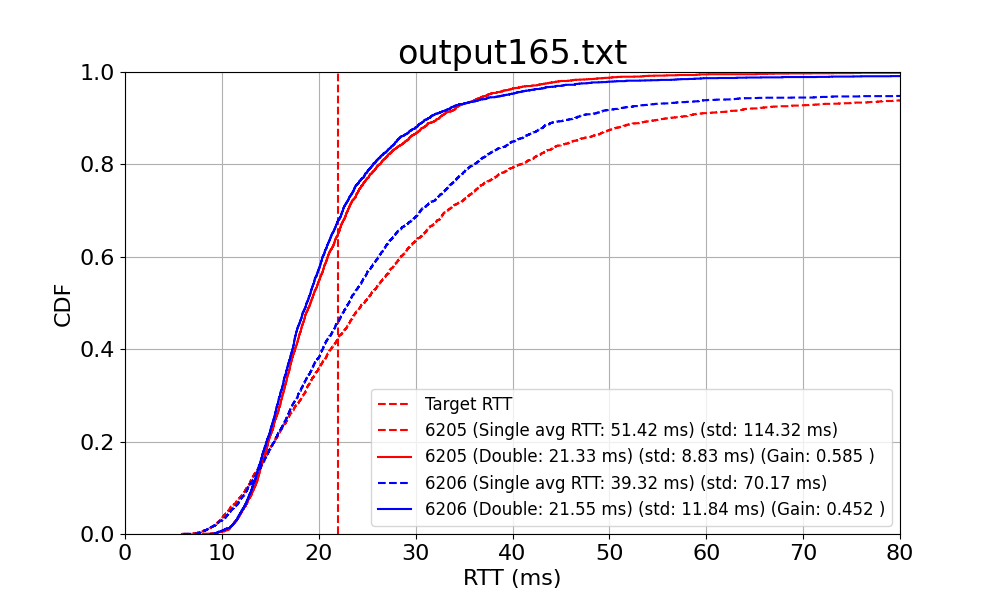 output165.txt
1.0
0.8
0.6
0.4
0.2
0.0
CDF
Target RTT
6205 (Single avg RTT: 51.42 ms) (std: 114.32 ms)
6205 (Double: 21.33 ms) (std: 8.83 ms) (Gain: 0.585 )
6206 (Single avg RTT: 39.32 ms) (std: 70.17 ms)
6206 (Double: 21.55 ms) (std: 11.84 ms) (Gain: 0.452 )
0 10 20 30 40 50 60 70 80
RTT (ms)